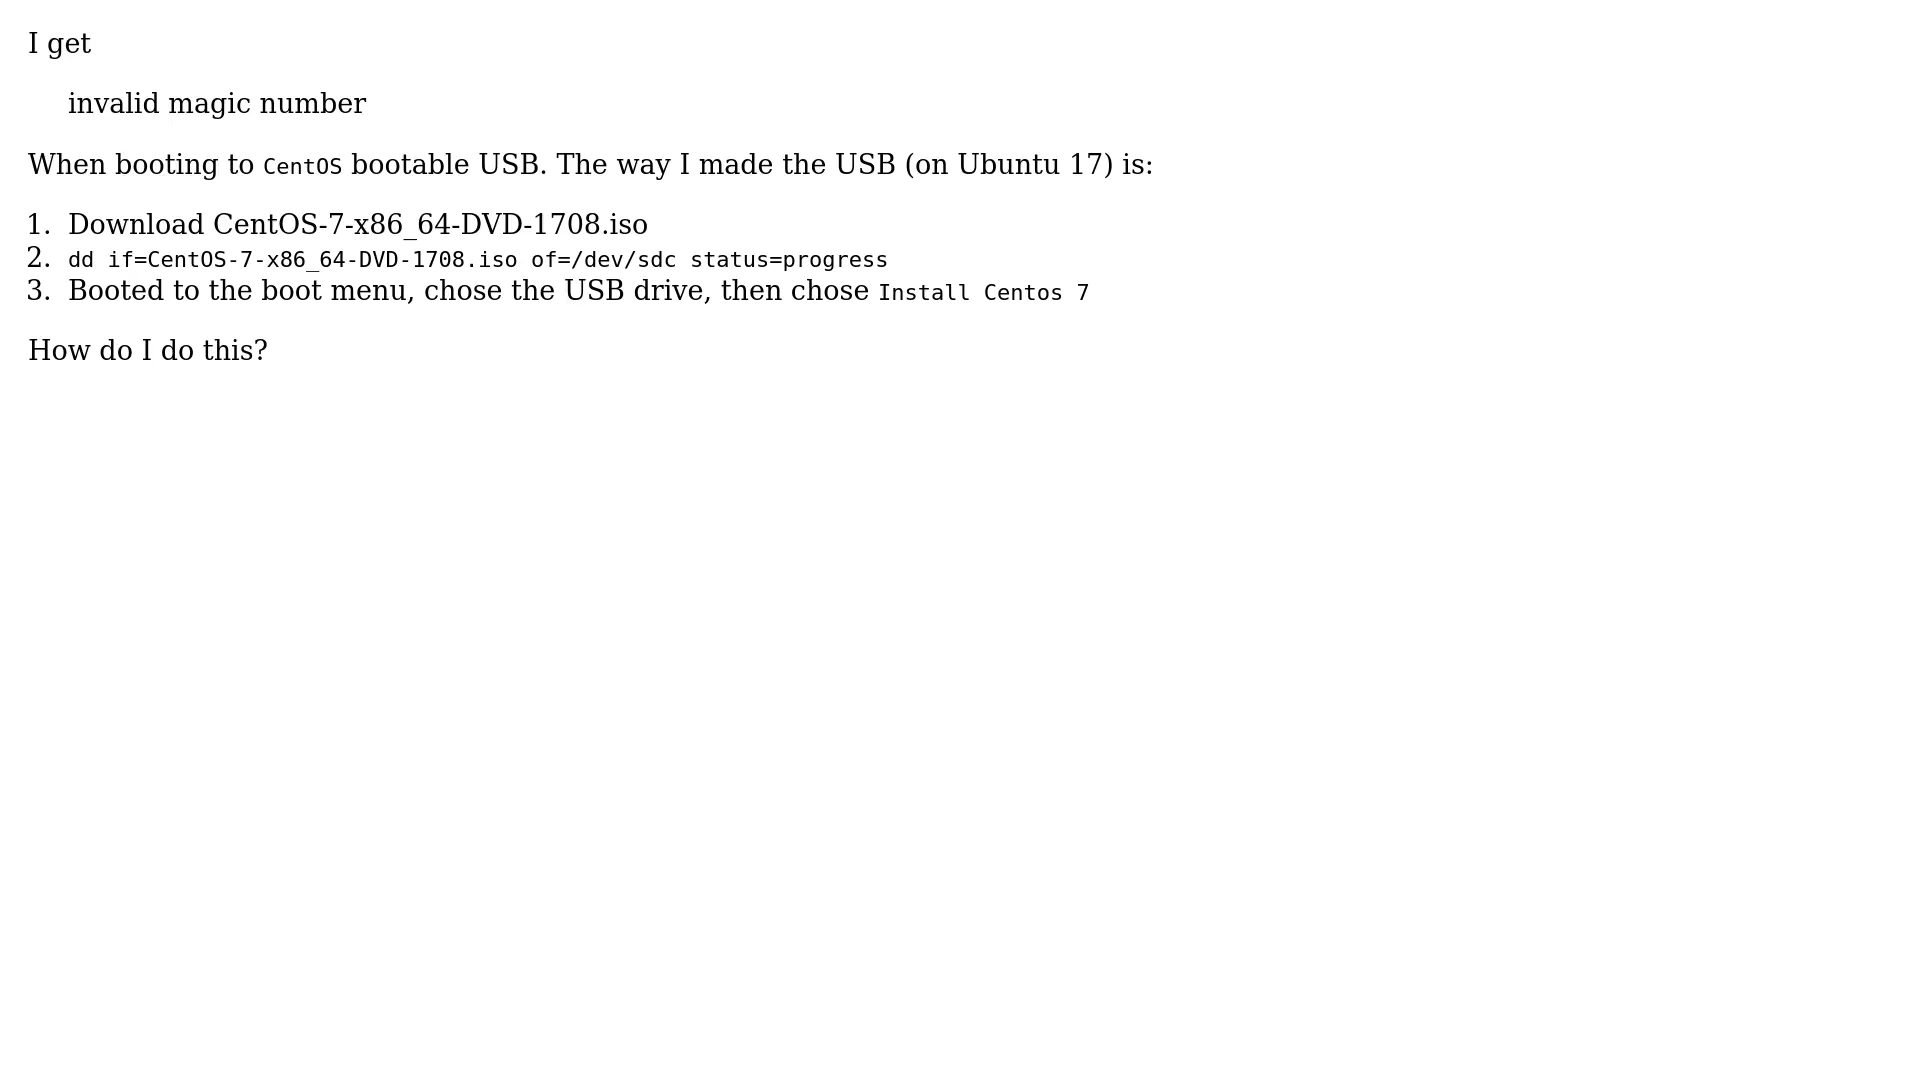 I get
invalid magic number
When booting to CentOS bootable USB. The way I made the USB (on Ubuntu 17) is:
1. Download CentOS-7-x86_64-DVD-1708.iso
2. dd if=CentOS-7-x86_64-DVD-1708.iso of=/dev/sdc status=progress
3. Booted to the boot menu, chose the USB drive, then chose Install Centos 7
How do I do this?